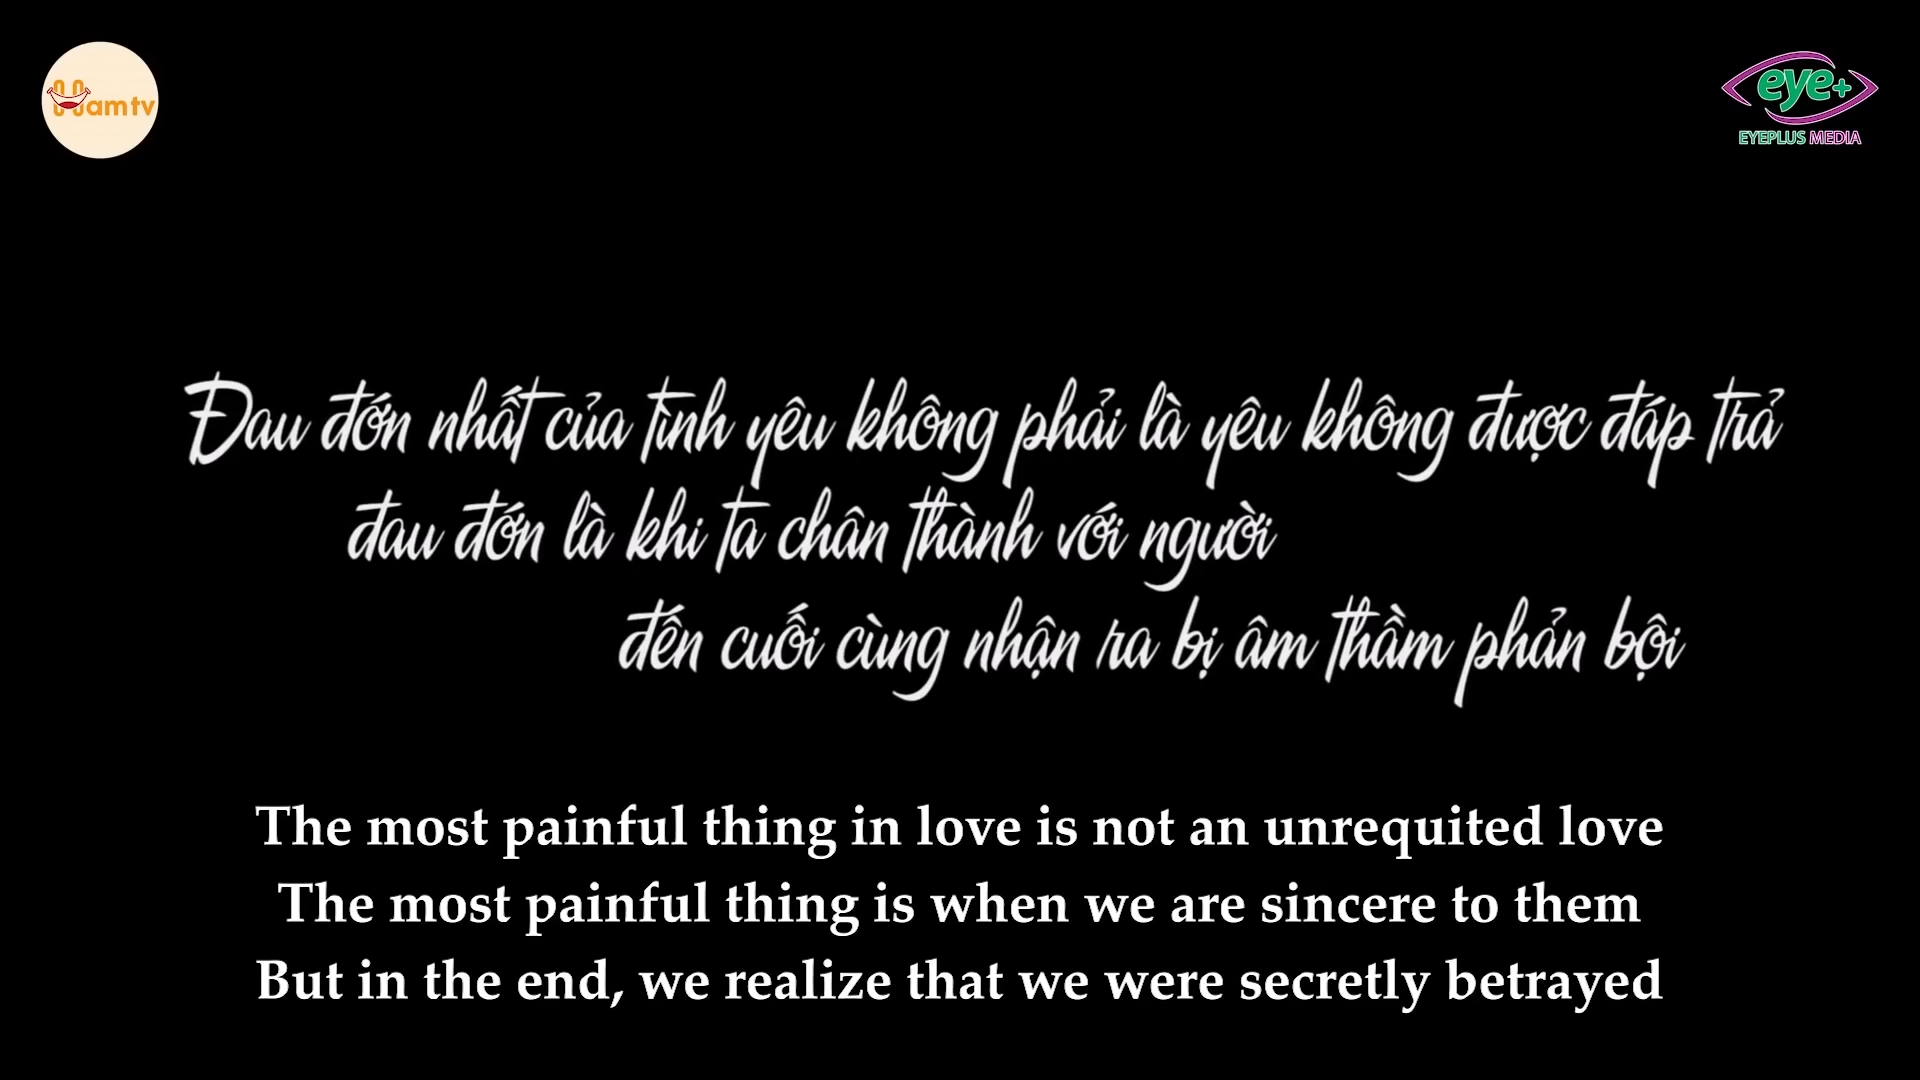 Hamtv
eye+
EYEPLUS MEDIA
Đau đớn nhất của tình yêu không phải là yêu không được đáp trả
đau đớn là khi ta chân thành với người
đến cuối cùng nhận ra bị âm thầm phản bội
The most painful thing in love is not an unrequited love
The most painful thing is when we are sincere to them
But in the end, we realize that we were secretly betrayed